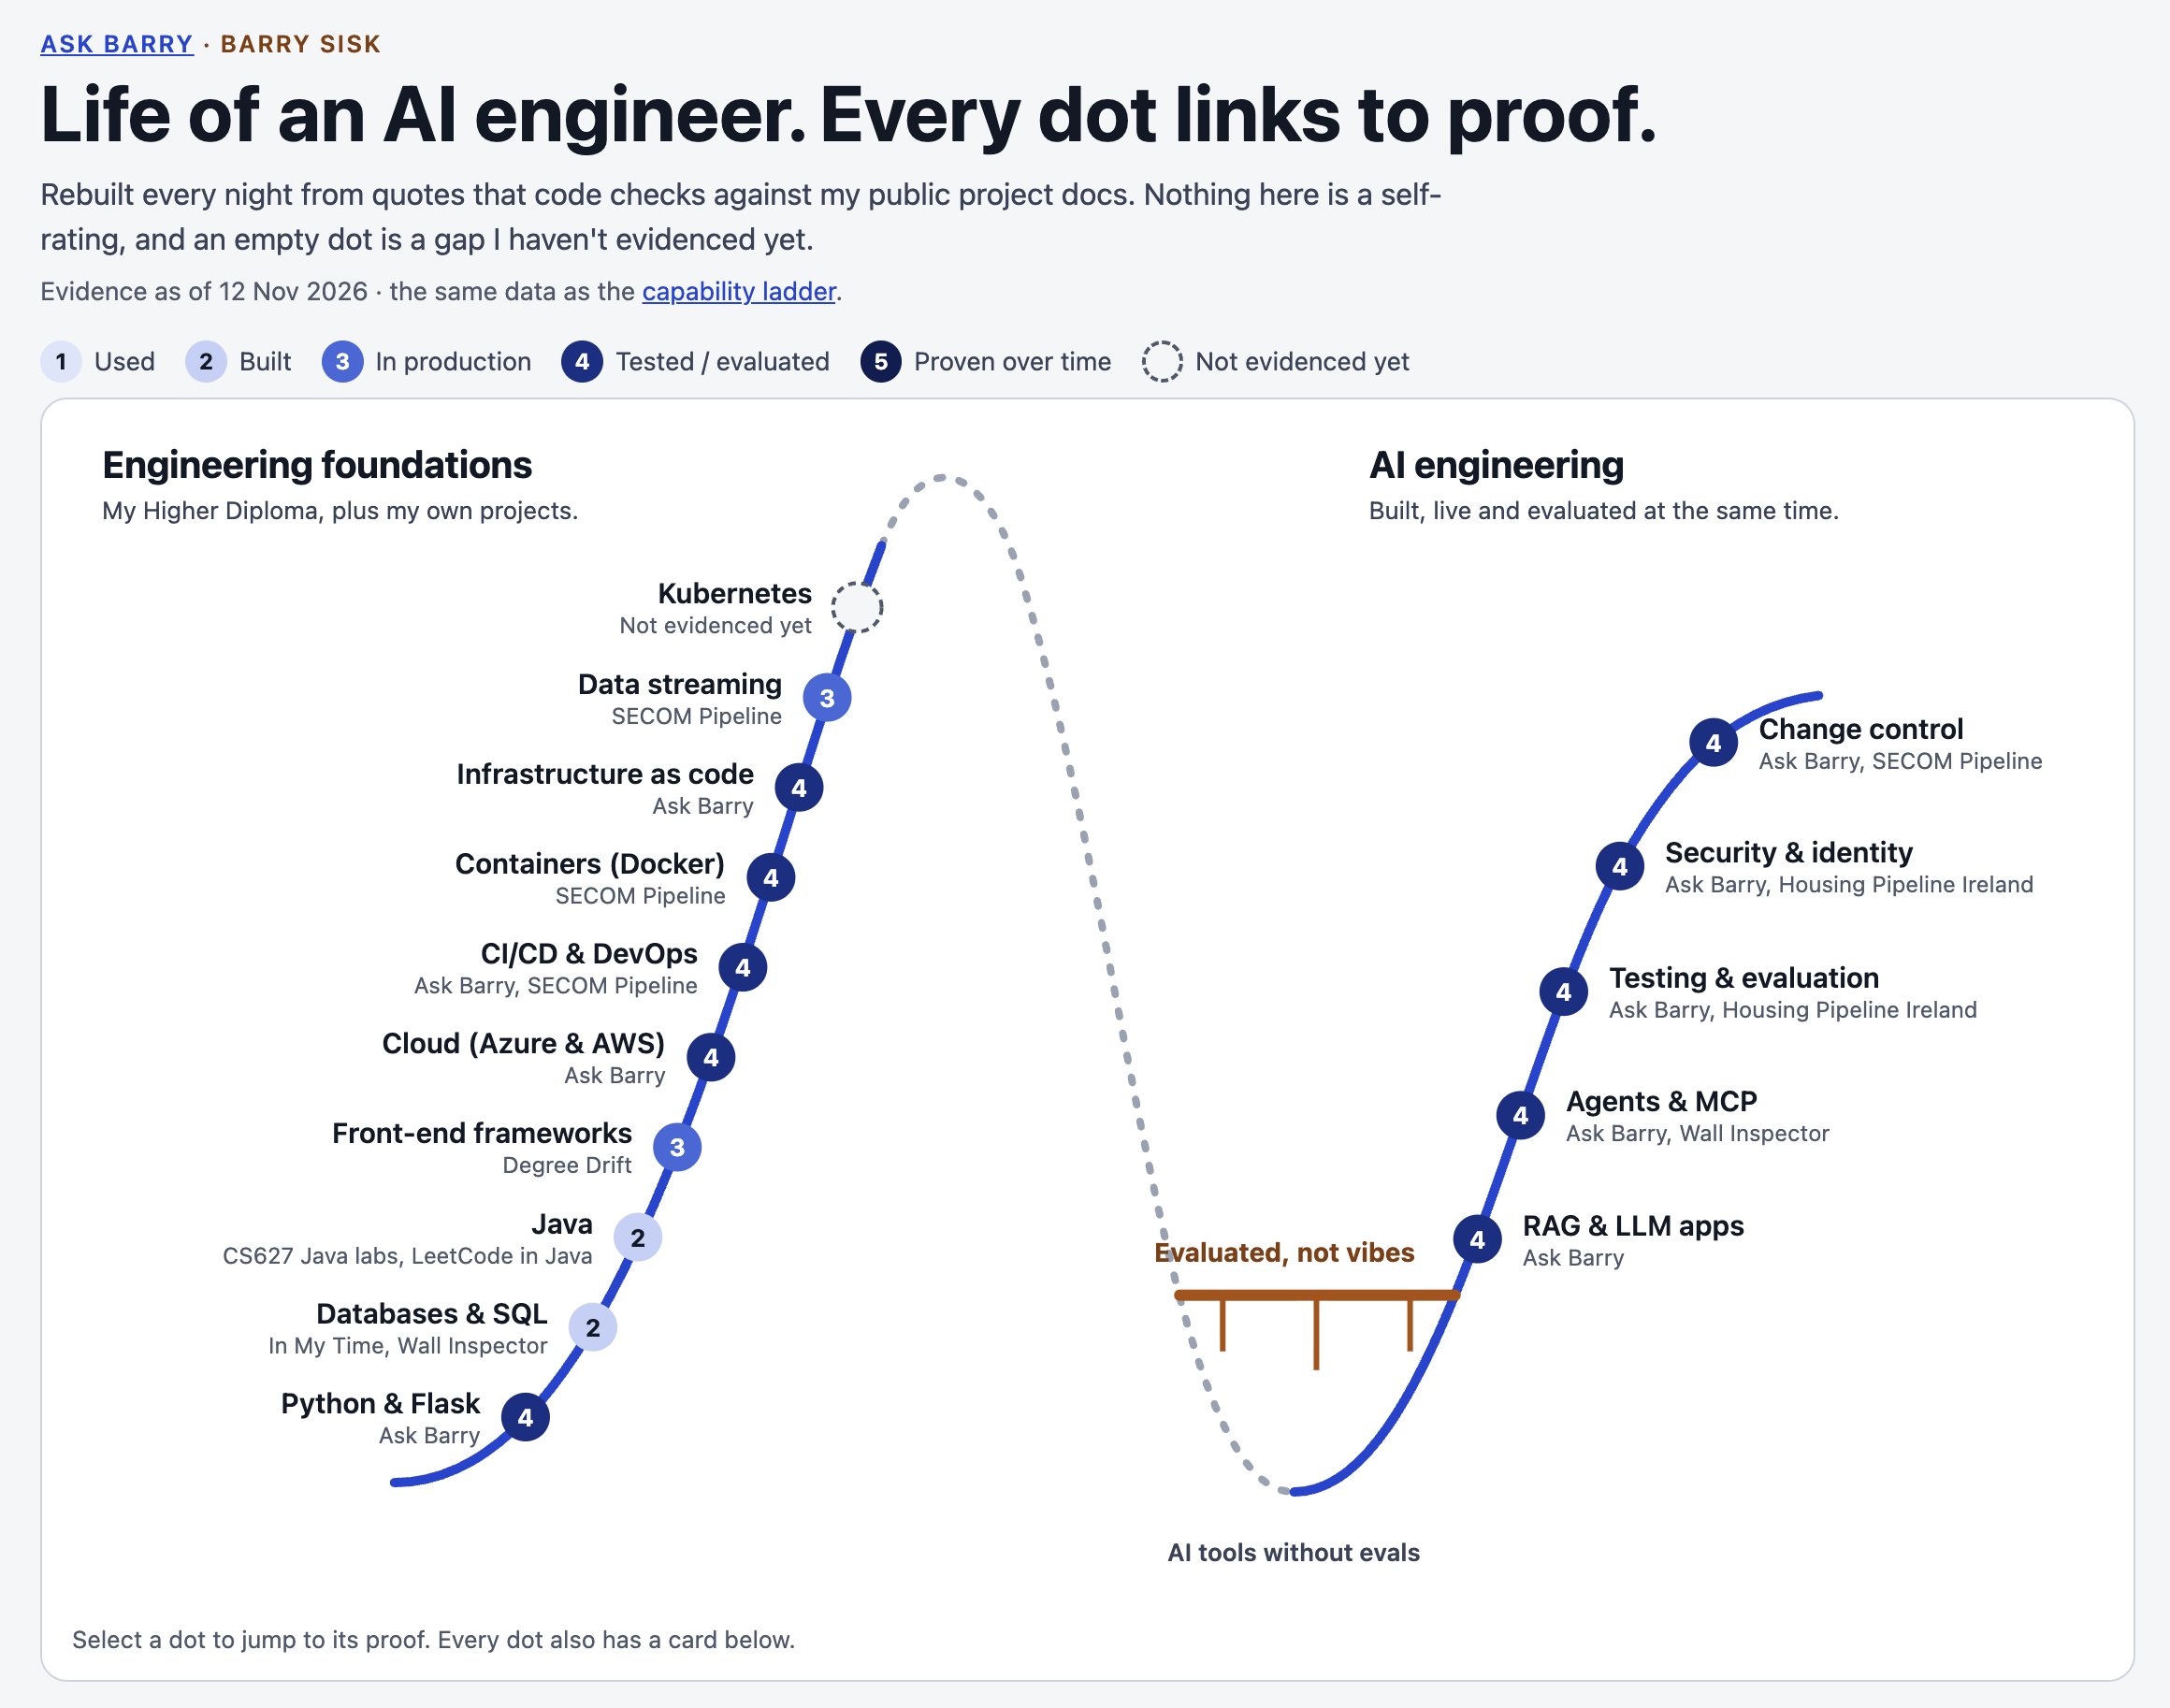 ASK BARRY · BARRY SISK
Life of an AI engineer. Every dot links to proof.
Rebuilt every night from quotes that code checks against my public project docs. Nothing here is a self-
rating, and an empty dot is a gap I haven't evidenced yet.
Evidence as of 12 Nov 2026 · the same data as the capability ladder.
1 Used 2 Built 3 In production 4 Tested / evaluated 5 Proven over time Not evidenced yet
Engineering foundations
My Higher Diploma, plus my own projects.
Kubernetes
Not evidenced yet
Data streaming
SECOM Pipeline
3
Infrastructure as code
Ask Barry
4
Containers (Docker)
SECOM Pipeline
4
CI/CD & DevOps
Ask Barry, SECOM Pipeline
4
Cloud (Azure & AWS)
Ask Barry
4
Front-end frameworks
Degree Drift
3
Java
CS627 Java labs, LeetCode in Java
2
Databases & SQL
In My Time, Wall Inspector
2
Python & Flask
Ask Barry
4
AI engineering
Built, live and evaluated at the same time.
4
Change control
Ask Barry, SECOM Pipeline
4
Security & identity
Ask Barry, Housing Pipeline Ireland
4
Testing & evaluation
Ask Barry, Housing Pipeline Ireland
4
Agents & MCP
Ask Barry, Wall Inspector
4
RAG & LLM apps
Ask Barry
Evaluated, not vibes
AI tools without evals
Select a dot to jump to its proof. Every dot also has a card below.